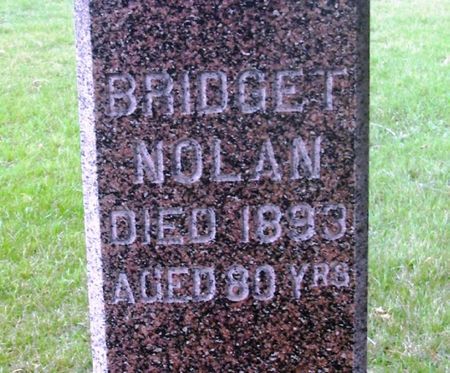 BRIDGET
NOLAN
DIED 1893
AGED 80 YRS